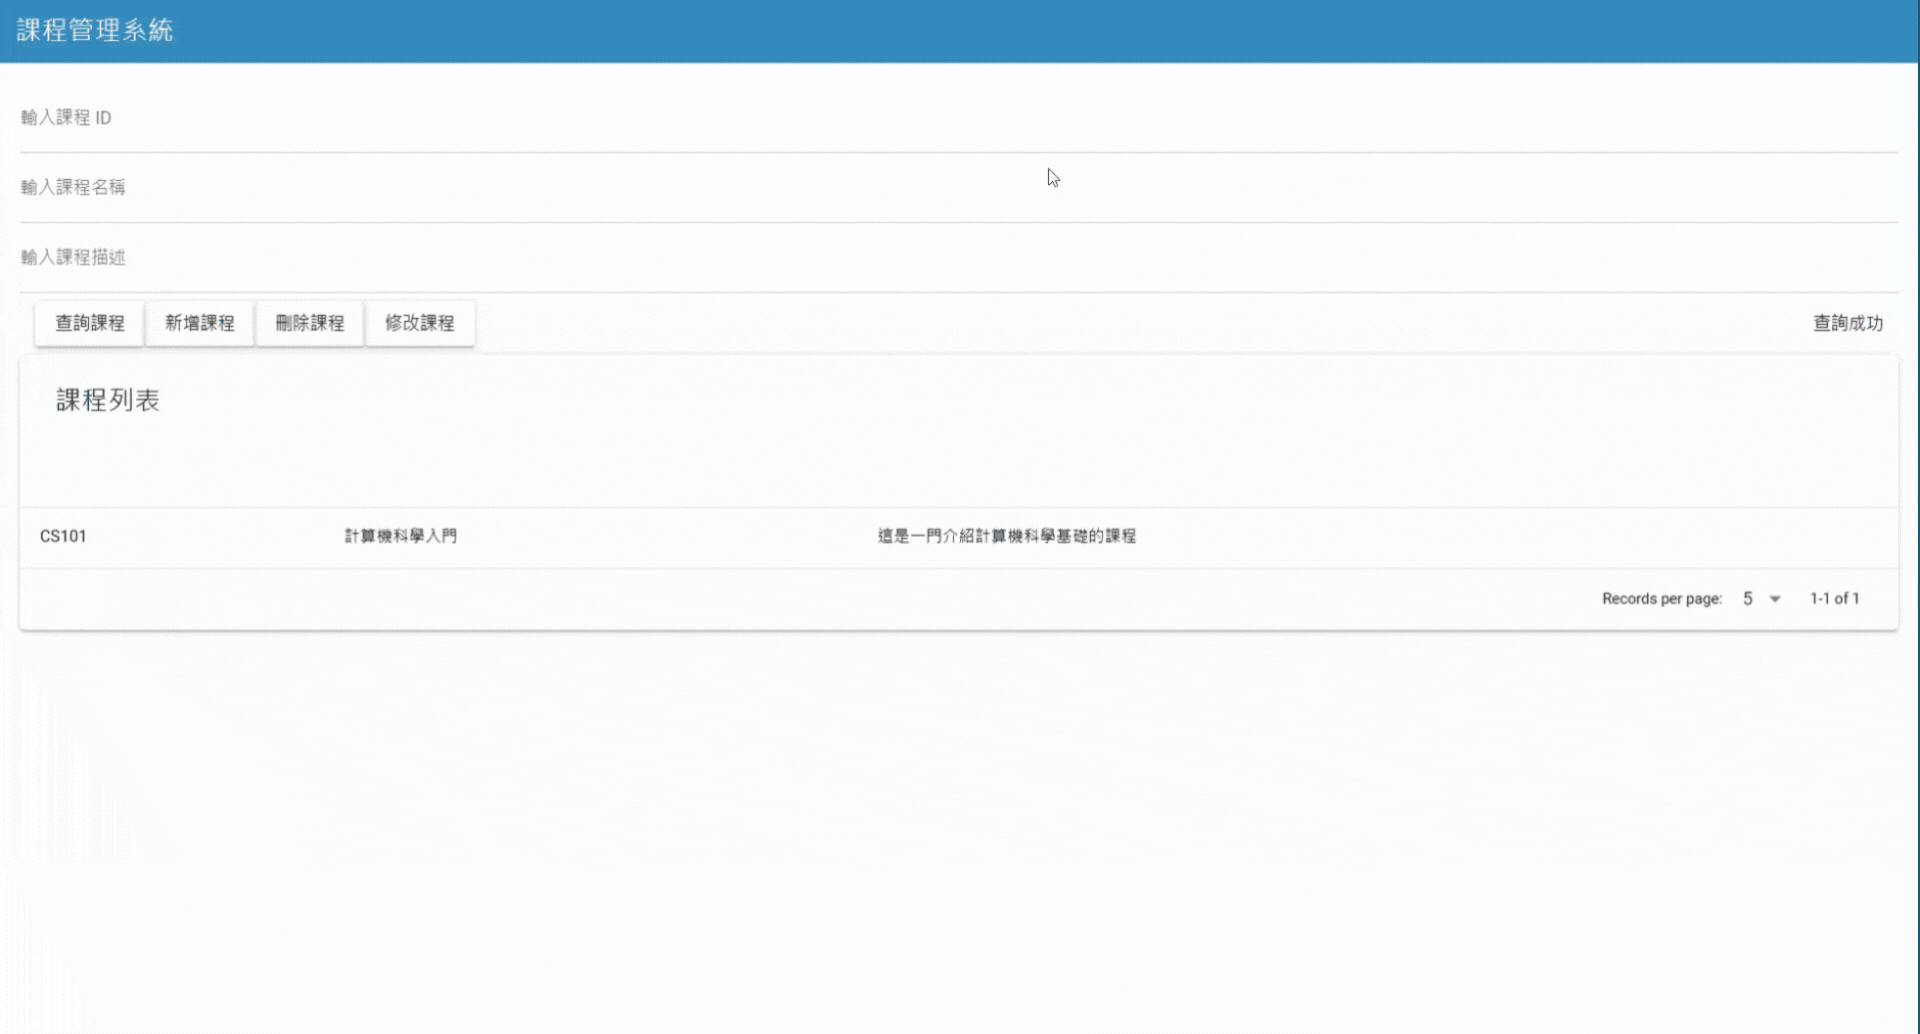 課程管理系統
輸入課程 ID
輸入課程名稱
輸入課程描述
查詢課程 新增課程 刪除課程 修改課程 查詢成功
課程列表
CS101 計算機科學入門 這是一門介紹計算機科學基礎的課程
Records per page: 5 1-1 of 1